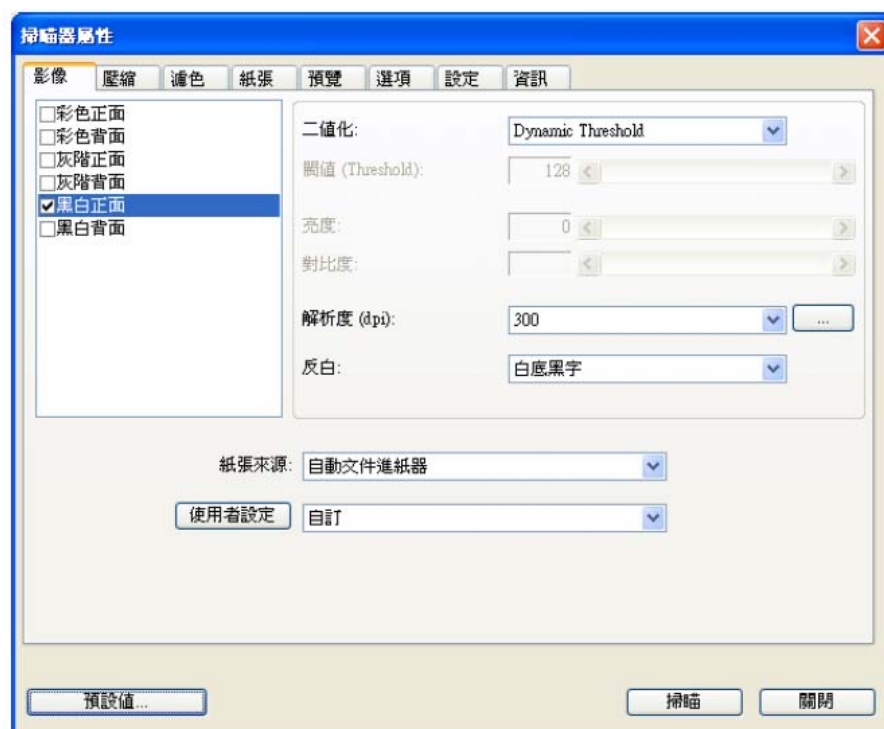 掃瞄器屬性
影像 壓縮 濾色 紙張 預覽 選項 設定 資訊
彩色正面
彩色背面
灰階正面
灰階背面
黑白正面
黑白背面
二值化: Dynamic Threshold
閥值 (Threshold): 128
亮度: 0
對比度:
解析度 (dpi): 300 ...
反白: 白底黑字
紙張來源: 自動文件進紙器
使用者設定 自訂
預設值... 掃瞄 關閉